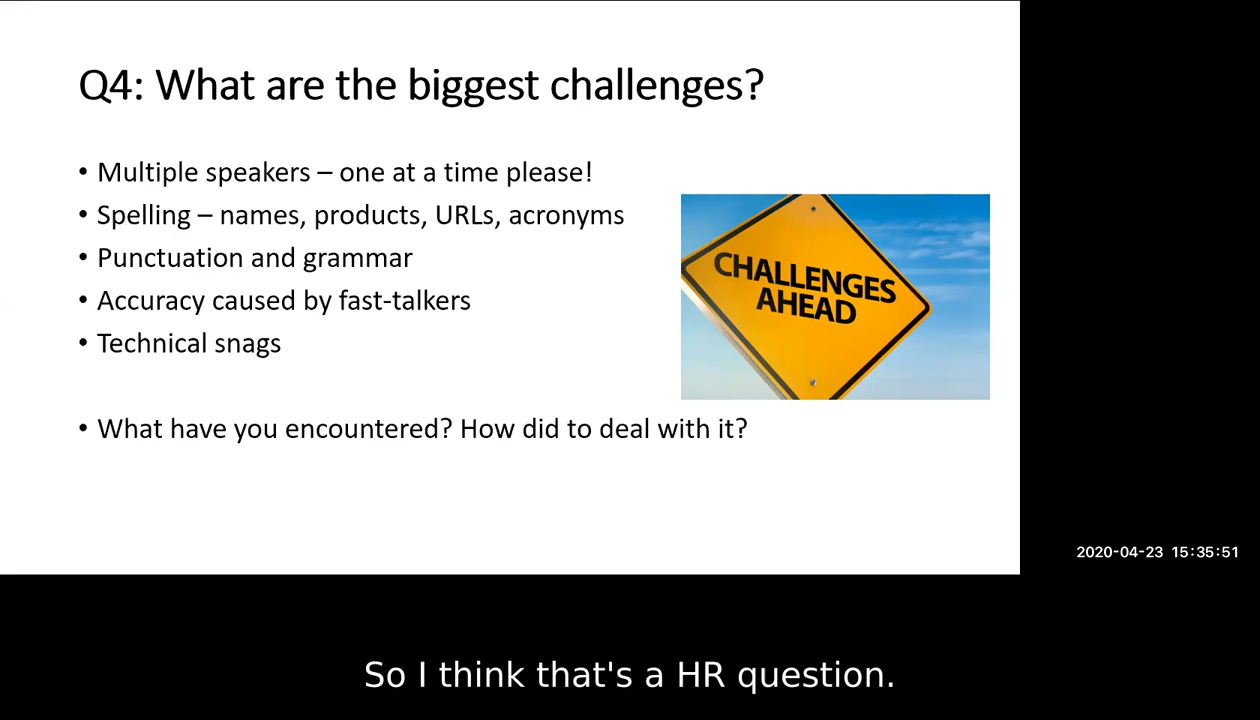 Q4: What are the biggest challenges?
• Multiple speakers – one at a time please!
• Spelling – names, products, URLs, acronyms
• Punctuation and grammar
• Accuracy caused by fast-talkers
• Technical snags
CHALLENGES
AHEAD
• What have you encountered? How did to deal with it?
2020-04-23 15:35:51
So I think that's a HR question.